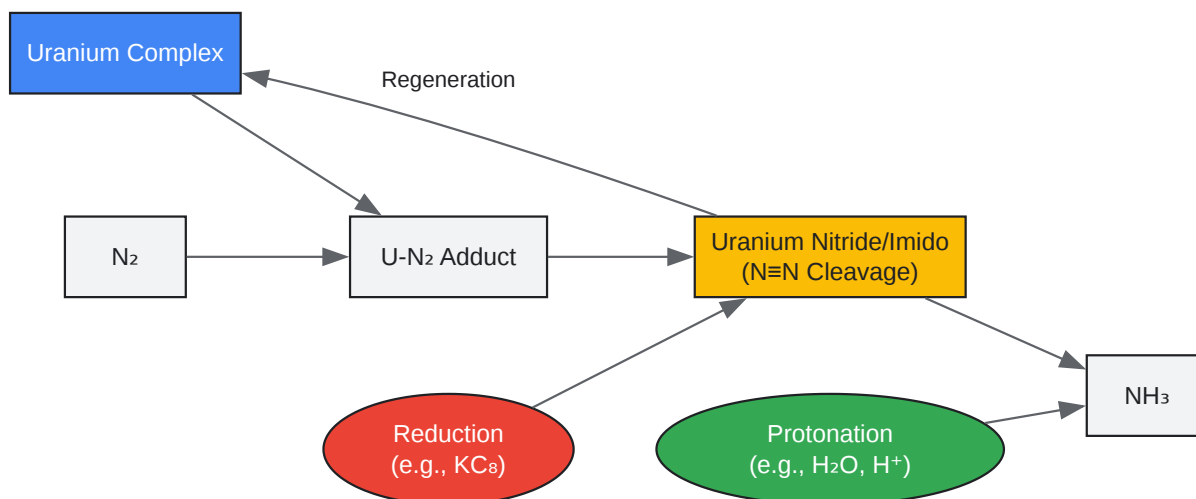 Uranium Complex
Regeneration
N₂
U-N₂ Adduct
Uranium Nitride/Imido
(N≡N Cleavage)
NH₃
Reduction
(e.g., KC₈)
Protonation
(e.g., H₂O, H⁺)